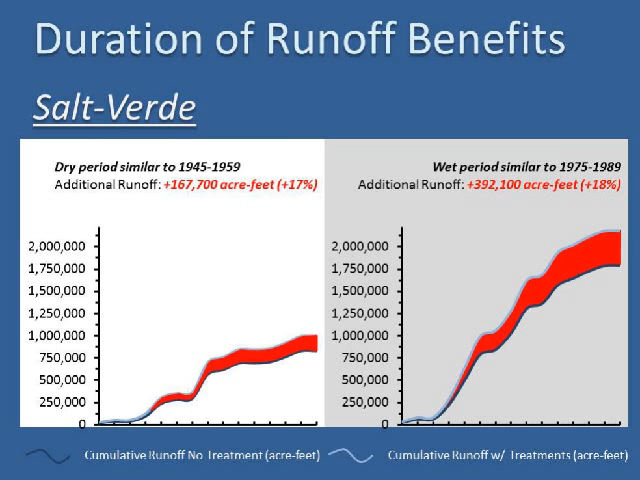 Duration of Runoff Benefits
Salt-Verde
Dry period similar to 1945-1959
Additional Runoff: +167,700 acre-feet (+17%)
2,000,000
1,750,000
1,500,000
1,250,000
1,000,000
750,000
500,000
250,000
0
Wet period similar to 1975-1989
Additional Runoff: +392,100 acre-feet (+18%)
2,000,000
1,750,000
1,500,000
1,250,000
1,000,000
750,000
500,000
250,000
0
Cumulative Runoff No Treatment (acre-feet)
Cumulative Runoff w/ Treatments (acre-feet)